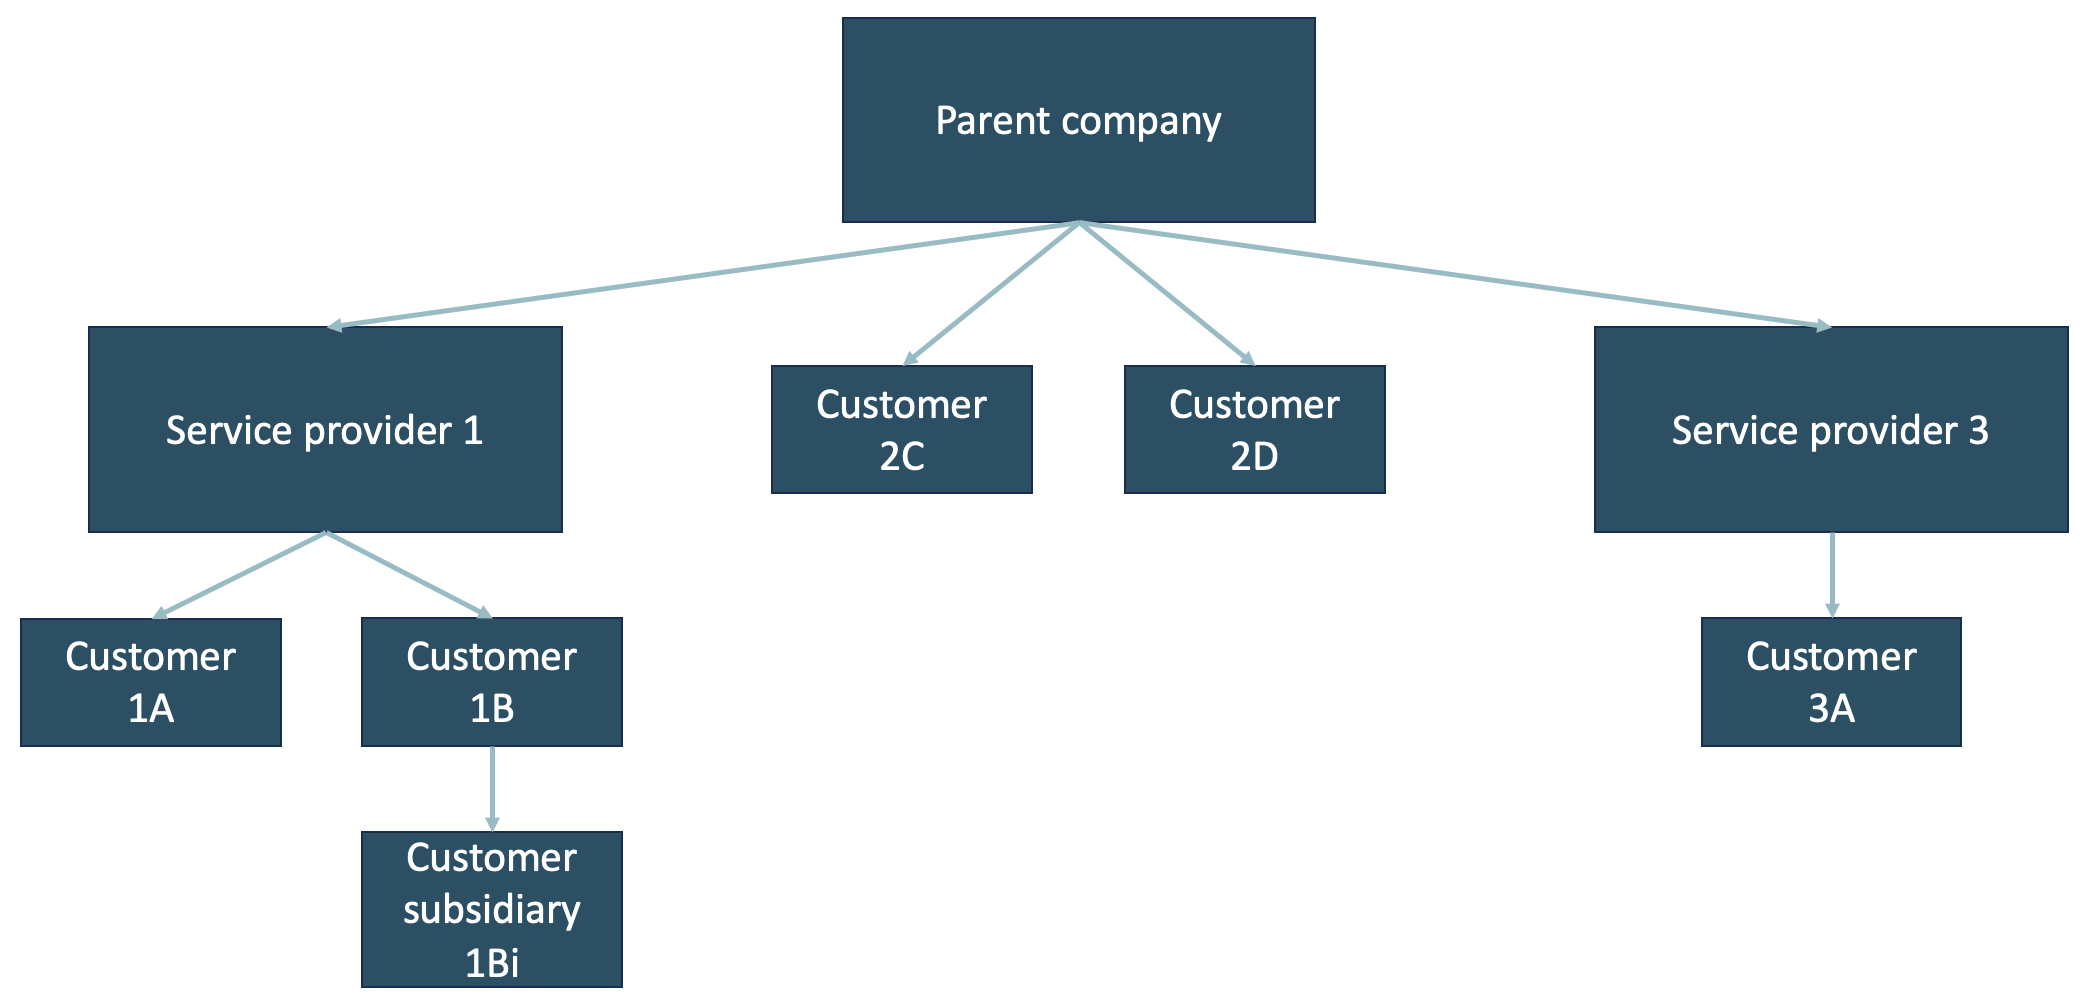 Parent company
Service provider 1
Customer
2C
Customer
2D
Service provider 3
Customer
1A
Customer
1B
Customer
3A
Customer
subsidiary
1Bi